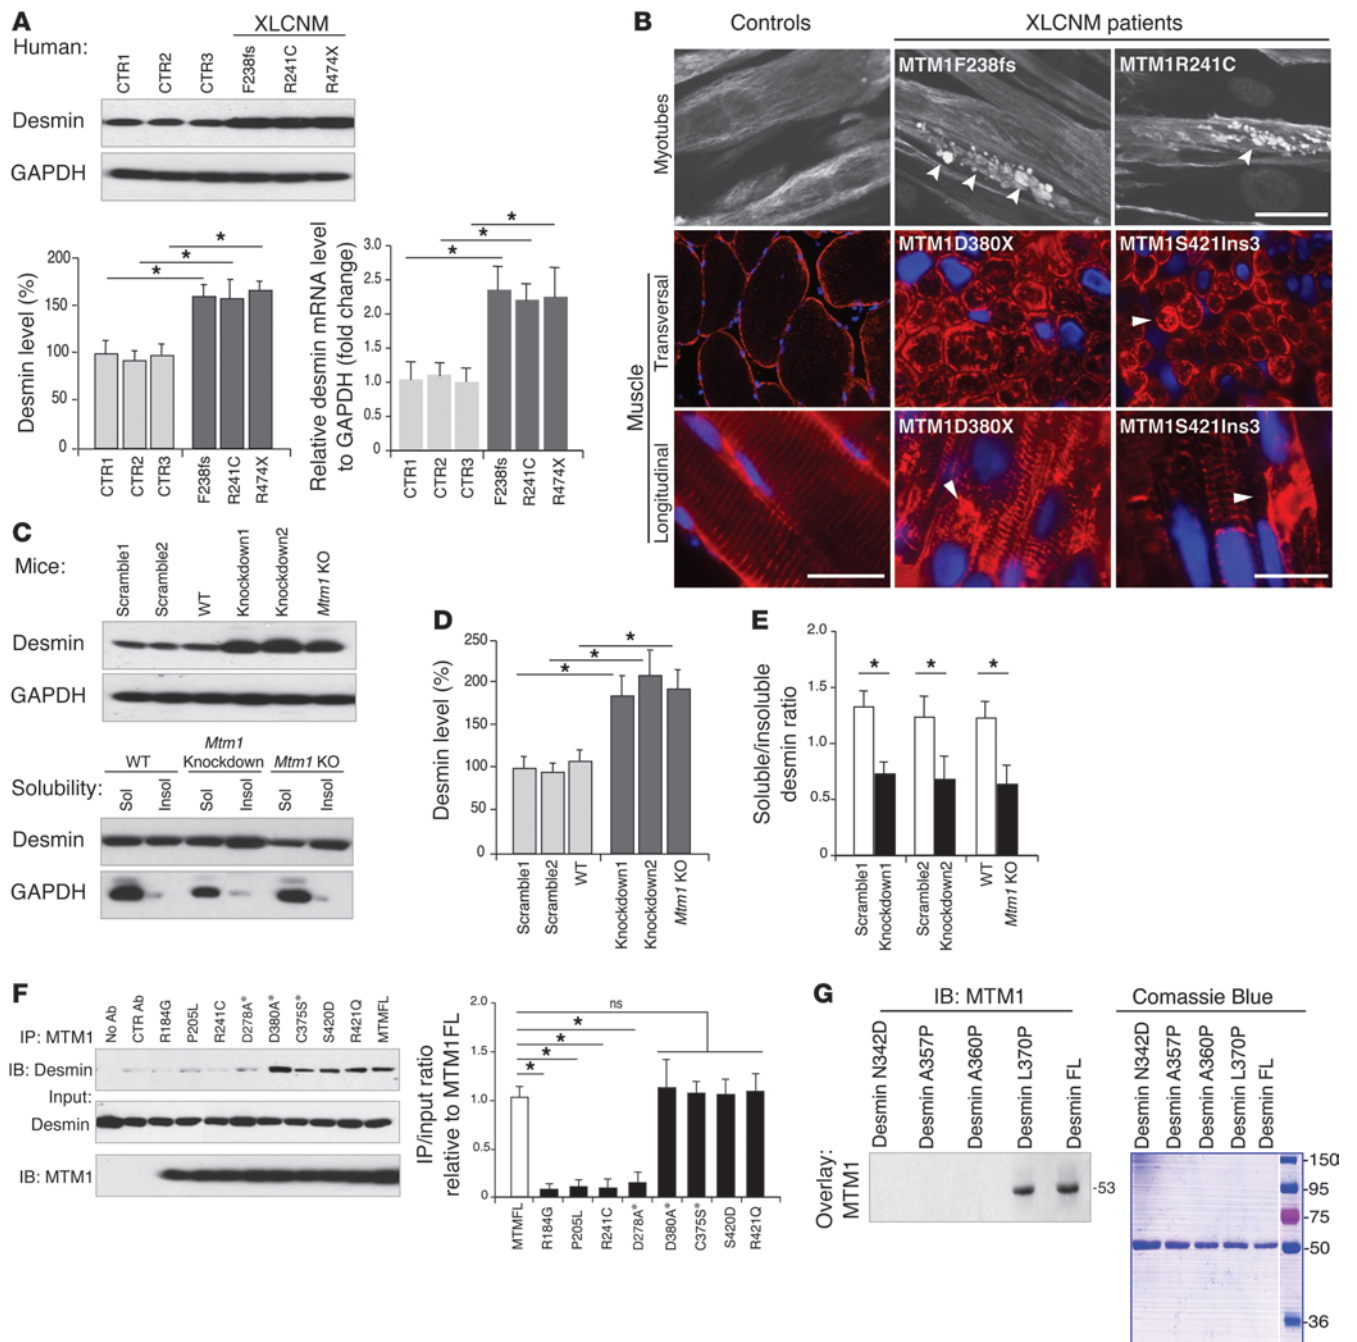 A
XLCNM
Human:
CTR1
CTR2
CTR3
F238fs
R241C
R474X
Desmin
GAPDH
Desmin level (%)
200
150
100
50
0
*
*
*
CTR1
CTR2
CTR3
F238fs
R241C
R474X
Relative desmin mRNA level
to GAPDH (fold change)
3.0
2.5
2.0
1.5
1.0
0.5
0
*
*
*
CTR1
CTR2
CTR3
F238fs
R241C
R474X
B
Controls
XLCNM patients
Myotubes
MTM1F238fs
MTM1R241C
Muscle
Transversal
MTM1D380X
MTM1S421Ins3
Longitudinal
MTM1D380X
MTM1S421Ins3
C
Mice:
Scramble1
Scramble2
WT
Knockdown1
Knockdown2
Mtm1 KO
Desmin
GAPDH
WT
Mtm1
Knockdown
Mtm1 KO
Solubility:
Sol
Insol
Sol
Insol
Sol
Insol
Desmin
GAPDH
D
Desmin level (%)
250
200
150
100
50
0
*
*
*
Scramble1
Scramble2
WT
Knockdown1
Knockdown2
Mtm1 KO
E
Soluble/insoluble
desmin ratio
2.0
1.5
1.0
0.5
0
*
*
*
Scramble1
Knockdown1
Scramble2
Knockdown2
WT
Mtm1 KO
F
IP: MTM1
No Ab
CTR Ab
R184G
P205L
R241C
D278A*
D380A*
C375S*
S420D
R421Q
MTMFL
IB: Desmin
Input:
Desmin
IB: MTM1
IP/input ratio
relative to MTM1FL
2.0
1.5
1.0
0.5
0
ns
*
*
*
*
MTMFL
R184G
P205L
R241C
D278A*
D380A*
C375S*
S420D
R421Q
G
IB: MTM1
Comassie Blue
Desmin N342D
Desmin A357P
Desmin A360P
Desmin L370P
Desmin FL
Overlay:
MTM1
-53
Desmin N342D
Desmin A357P
Desmin A360P
Desmin L370P
Desmin FL
-150
-95
-75
-50
-36